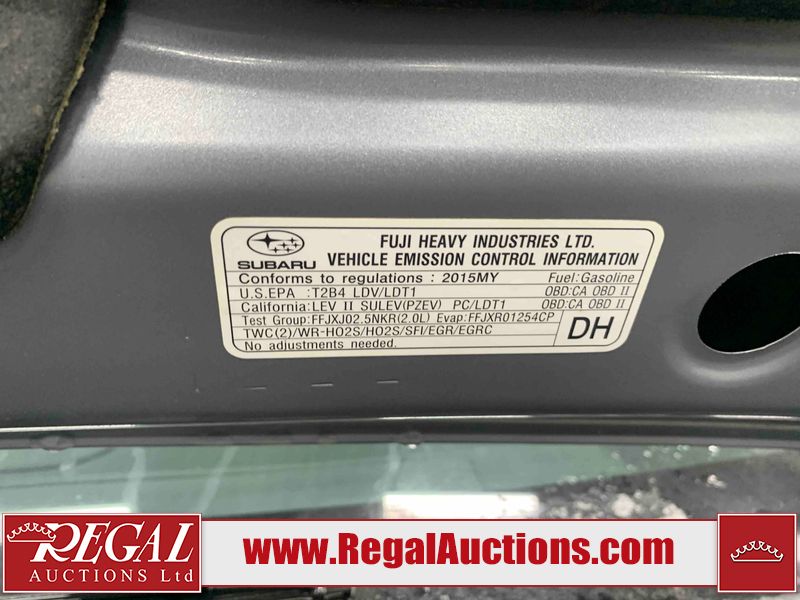 SUBARU
FUJI HEAVY INDUSTRIES LTD.
VEHICLE EMISSION CONTROL INFORMATION
Conforms to regulations : 2015MY Fuel:Gasoline
U.S.EPA :T2B4 LDV/LDT1 OBD:CA OBD II
California:LEV II SULEV(PZEV) PC/LDT1 OBD:CA OBD II
Test Group:FFJXJ02.5NKR(2.0L) Evap:FFJXR01254CP
TWC(2)/WR-HO2S/HO2S/SFI/EGR/EGRC
No adjustments needed.
DH
REGAL
AUCTIONS Ltd
www.RegalAuctions.com